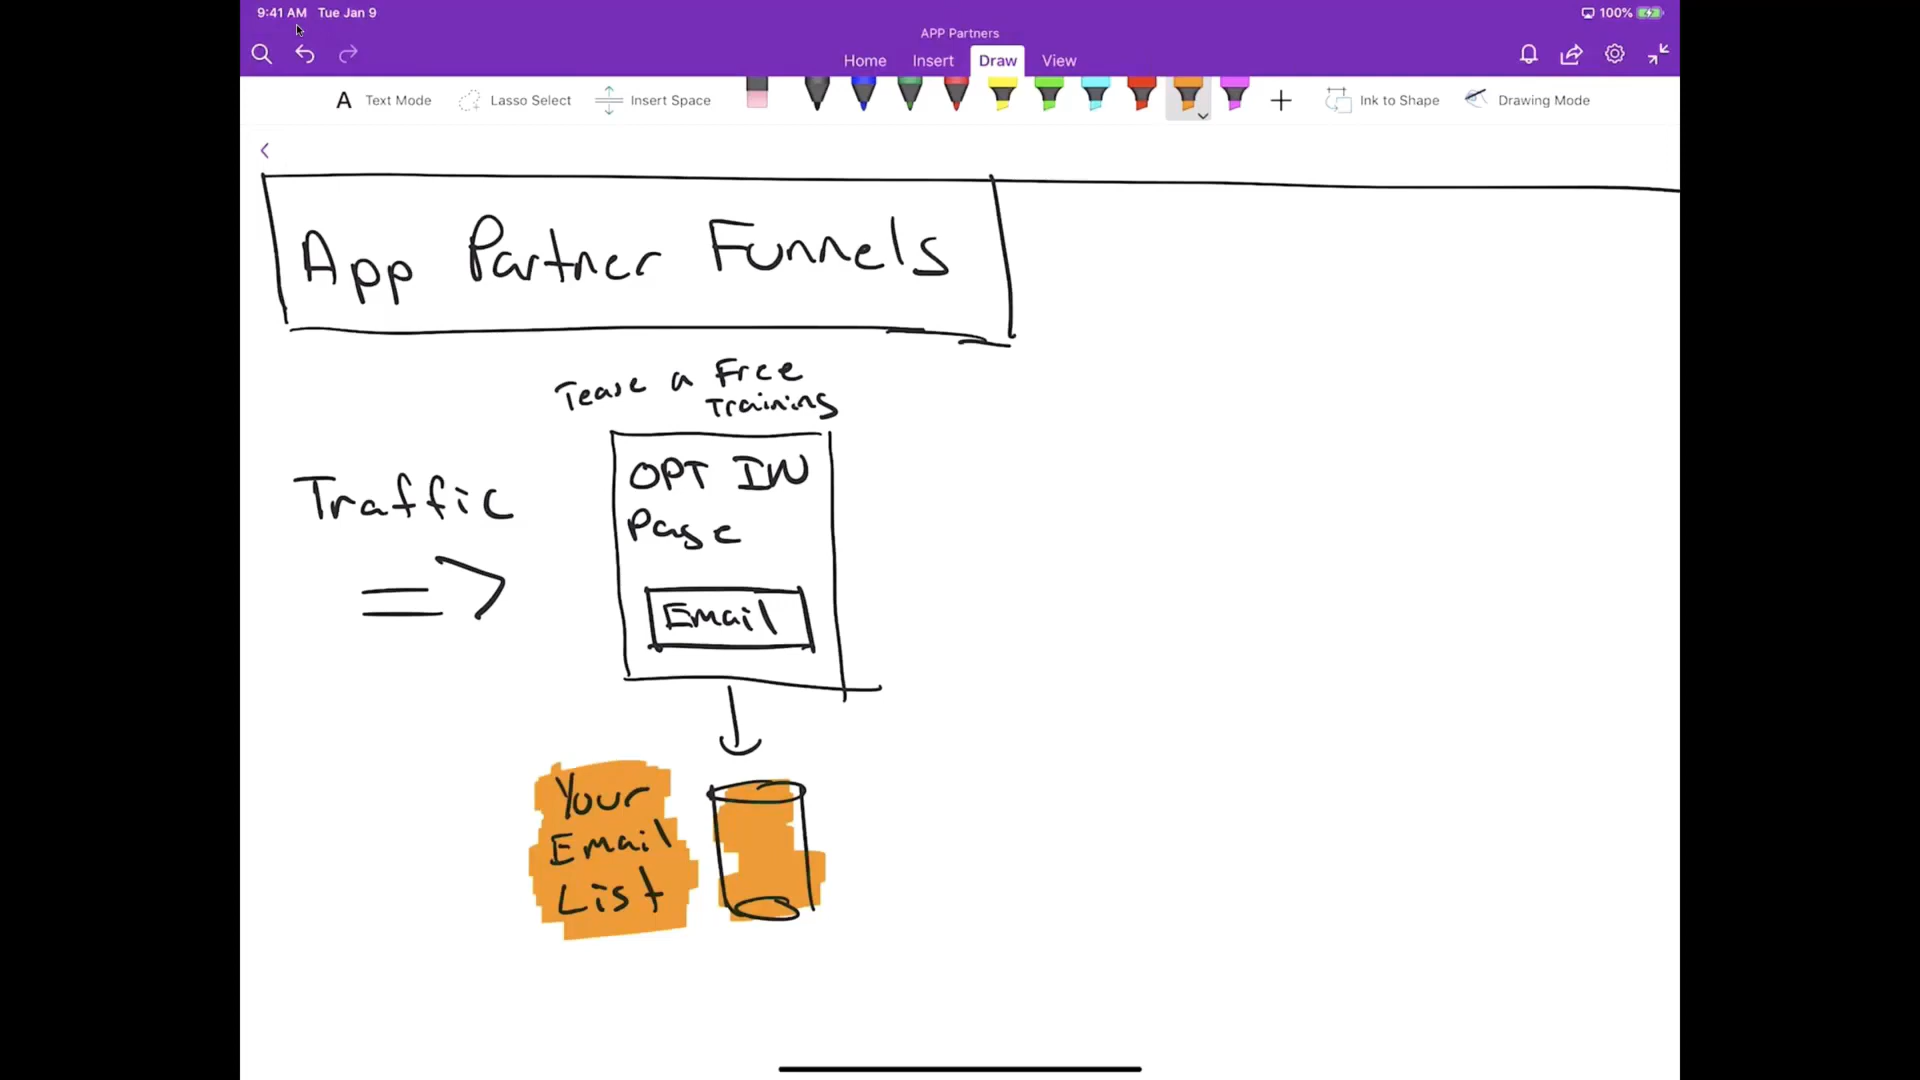 9:41 AM Tue Jan 9
100%
APP Partners
Home Insert Draw View
A Text Mode Lasso Select Insert Space Ink to Shape Drawing Mode
App Partner Funnels
Tease a Free
Training
Traffic
=>
OPT IN
Page
Email
Your
Email
List